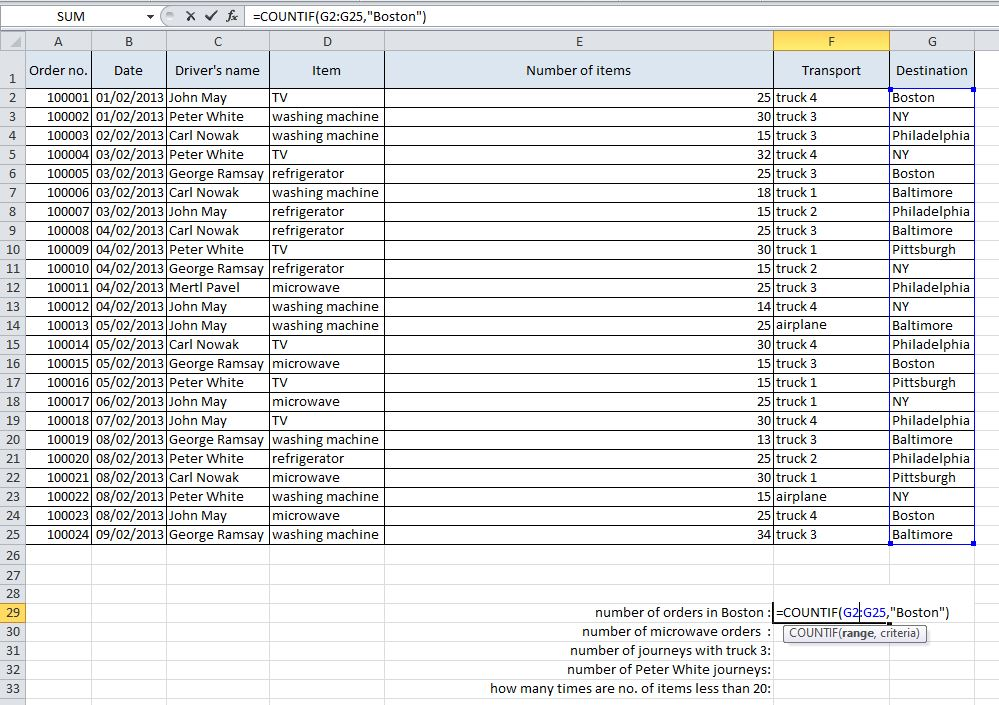 SUM fx =COUNTIF(G2:G25,"Boston")
A B C D E F G
1 Order no. Date Driver's name Item Number of items Transport Destination
2 100001 01/02/2013 John May TV 25 truck 4 Boston
3 100002 01/02/2013 Peter White washing machine 30 truck 3 NY
4 100003 02/02/2013 Carl Nowak washing machine 15 truck 3 Philadelphia
5 100004 03/02/2013 Peter White TV 32 truck 4 NY
6 100005 03/02/2013 George Ramsay refrigerator 25 truck 3 Boston
7 100006 03/02/2013 Carl Nowak washing machine 18 truck 1 Baltimore
8 100007 03/02/2013 John May refrigerator 15 truck 2 Philadelphia
9 100008 04/02/2013 Carl Nowak refrigerator 25 truck 3 Baltimore
10 100009 04/02/2013 Peter White TV 30 truck 1 Pittsburgh
11 100010 04/02/2013 George Ramsay refrigerator 15 truck 2 NY
12 100011 04/02/2013 Mertl Pavel microwave 25 truck 3 Philadelphia
13 100012 04/02/2013 John May washing machine 14 truck 4 NY
14 100013 05/02/2013 John May washing machine 25 airplane Baltimore
15 100014 05/02/2013 Carl Nowak TV 30 truck 4 Philadelphia
16 100015 05/02/2013 George Ramsay microwave 15 truck 3 Boston
17 100016 05/02/2013 Peter White TV 15 truck 1 Pittsburgh
18 100017 06/02/2013 John May microwave 25 truck 1 NY
19 100018 07/02/2013 John May TV 30 truck 4 Philadelphia
20 100019 08/02/2013 George Ramsay washing machine 13 truck 3 Baltimore
21 100020 08/02/2013 Peter White refrigerator 25 truck 2 Philadelphia
22 100021 08/02/2013 Carl Nowak microwave 30 truck 1 Pittsburgh
23 100022 08/02/2013 Peter White washing machine 15 airplane NY
24 100023 08/02/2013 John May microwave 25 truck 4 Boston
25 100024 09/02/2013 George Ramsay washing machine 34 truck 3 Baltimore
26
27
28
29 number of orders in Boston : =COUNTIF(G2:G25,"Boston")
30 number of microwave orders : COUNTIF(range, criteria)
31 number of journeys with truck 3:
32 number of Peter White journeys:
33 how many times are no. of items less than 20: